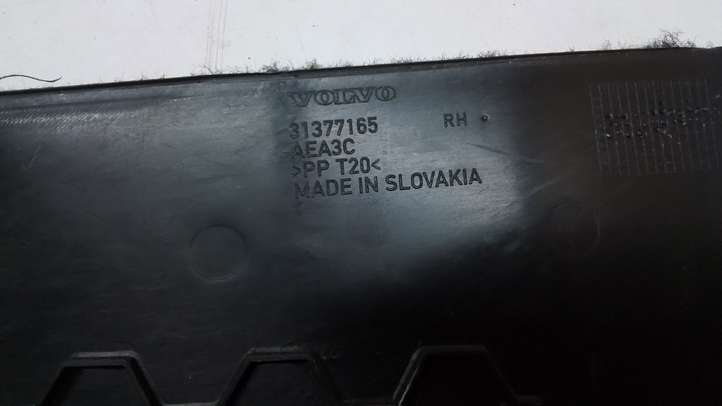 VOLVO
31377165 RH
AEA3C
>PP T20<
MADE IN SLOVAKIA